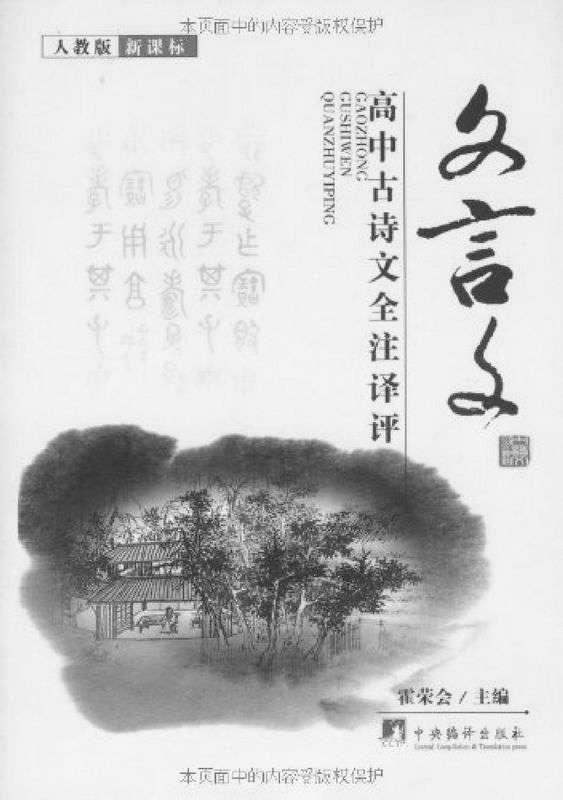 本页面中的内容受版权保护
人教版 新课标
文言文
高中古诗文全注译评
GAOZHONG
GUSHIWEN
QUANZHUYIPING
霍荣会 / 主编
CCTP
中央编译出版社
Central Compilation & Translation press
本页面中的内容受版权保护